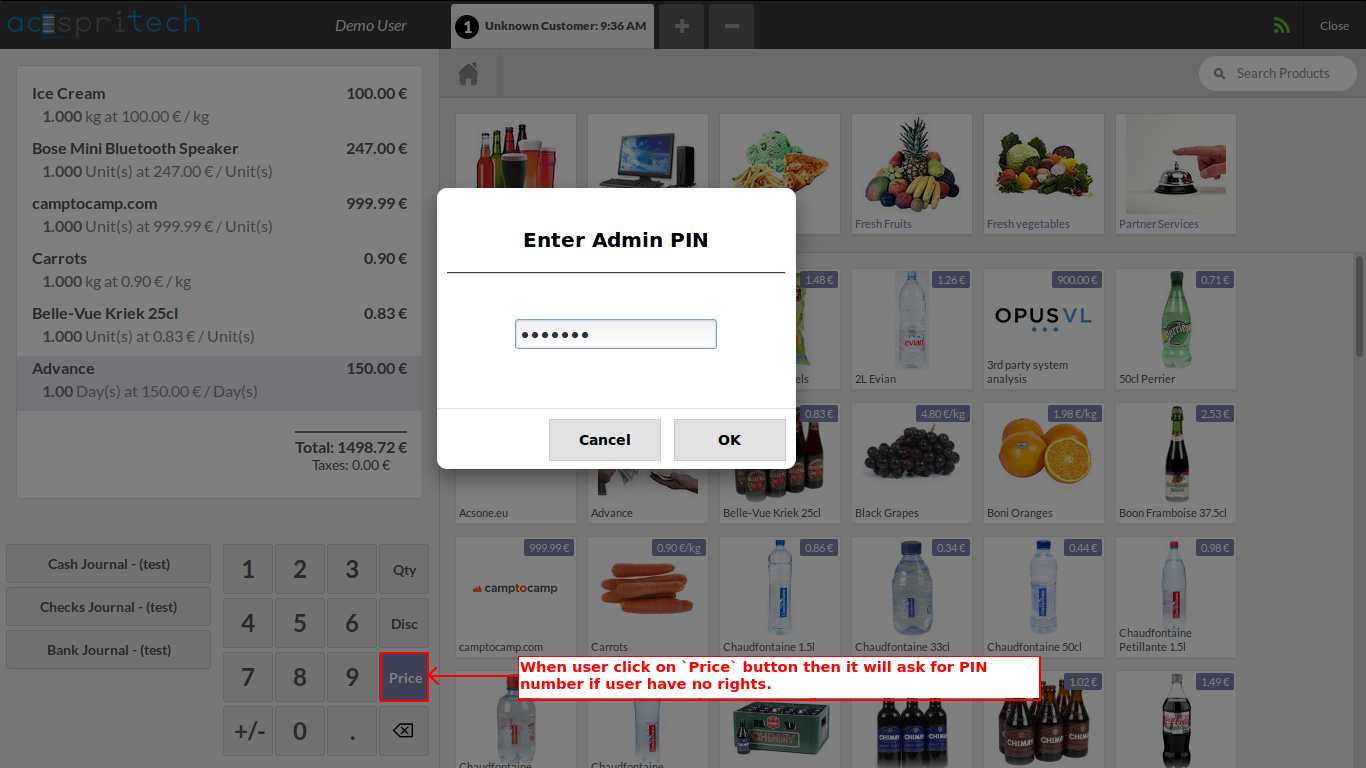 acespritech
Demo User
1 Unknown Customer: 9:36 AM
+
−
Close
Search Products
Ice Cream 100.00 €
1.000 kg at 100.00 € / kg
Bose Mini Bluetooth Speaker 247.00 €
1.000 Unit(s) at 247.00 € / Unit(s)
camptocamp.com 999.99 €
1.000 Unit(s) at 999.99 € / Unit(s)
Carrots 0.90 €
1.000 kg at 0.90 € / kg
Belle-Vue Kriek 25cl 0.83 €
1.000 Unit(s) at 0.83 € / Unit(s)
Advance 150.00 €
1.00 Day(s) at 150.00 € / Day(s)
Total: 1498.72 €
Taxes: 0.00 €
Cash Journal - (test)
Checks Journal - (test)
Bank Journal - (test)
1 2 3 Qty
4 5 6 Disc
7 8 9 Price
+/- 0 .
Enter Admin PIN
Cancel OK
Fresh Fruits
Fresh vegetables
Partner Services
1.48 €
1.26 €
900.00 €
0.71 €
evian
OPUSVL
els
2L Evian
3rd party system
analysis
50cl Perrier
0.83 €
4.80 €/kg
1.98 €/kg
2.53 €
Acsone.eu
Advance
Belle-Vue Kriek 25cl
Black Grapes
Boni Oranges
Boon Framboise 37.5cl
999.99 €
0.90 €/kg
0.86 €
0.34 €
0.44 €
0.98 €
camptocamp
camptocamp.com
Carrots
Chaudfontaine 1.5l
Chaudfontaine 33cl
Chaudfontaine 50cl
Chaudfontaine
Petillante 1.5l
When user click on `Price` button then it will ask for PIN
number if user have no rights.
1.02 €
1.49 €
CHIMAY
CHIMAY
CHIMAY
Chaudfontaine
Chaudfontaine